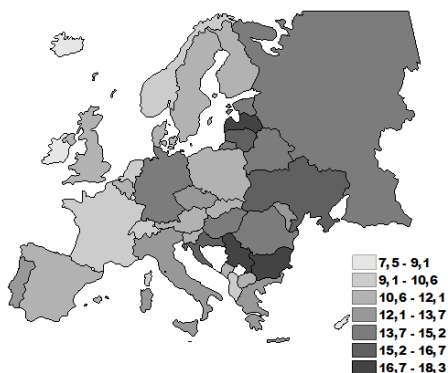 7,5 - 9,1
9,1 - 10,6
10,6 - 12,1
12,1 - 13,7
13,7 - 15,2
15,2 - 16,7
16,7 - 18,3